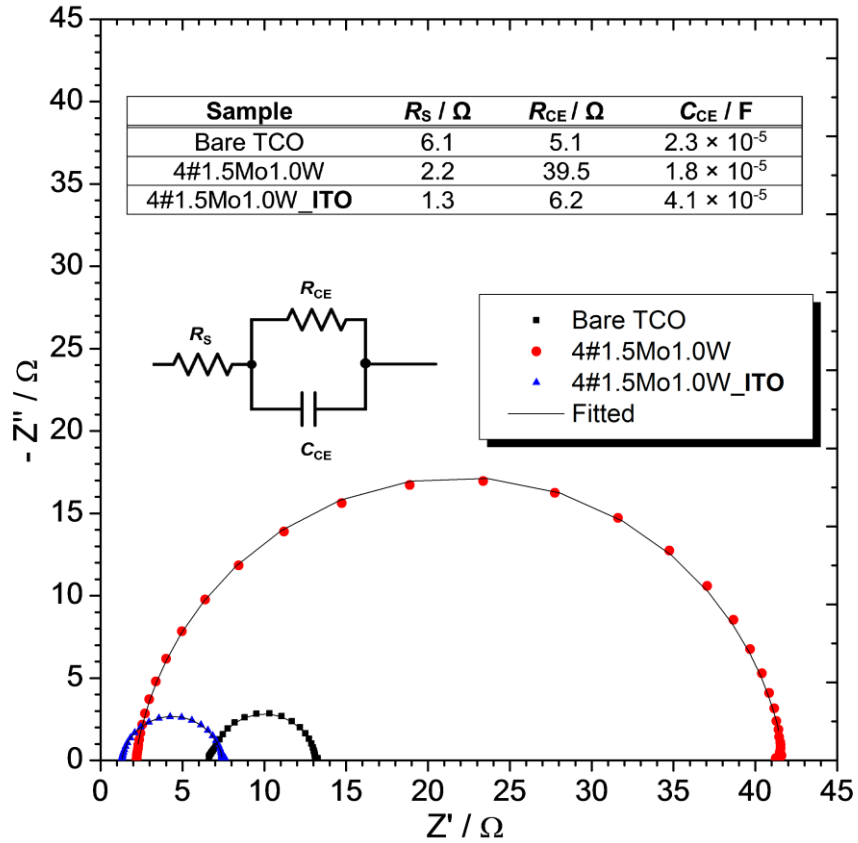 Sample R_S / Ω R_CE / Ω C_CE / F
Bare TCO 6.1 5.1 2.3 × 10⁻⁵
4#1.5Mo1.0W 2.2 39.5 1.8 × 10⁻⁵
4#1.5Mo1.0W_ITO 1.3 6.2 4.1 × 10⁻⁵
R_CE
R_S
C_CE
Bare TCO
4#1.5Mo1.0W
4#1.5Mo1.0W_ITO
Fitted
- Z'' / Ω
45
40
35
30
25
20
15
10
5
0
0 5 10 15 20 25 30 35 40 45
Z' / Ω